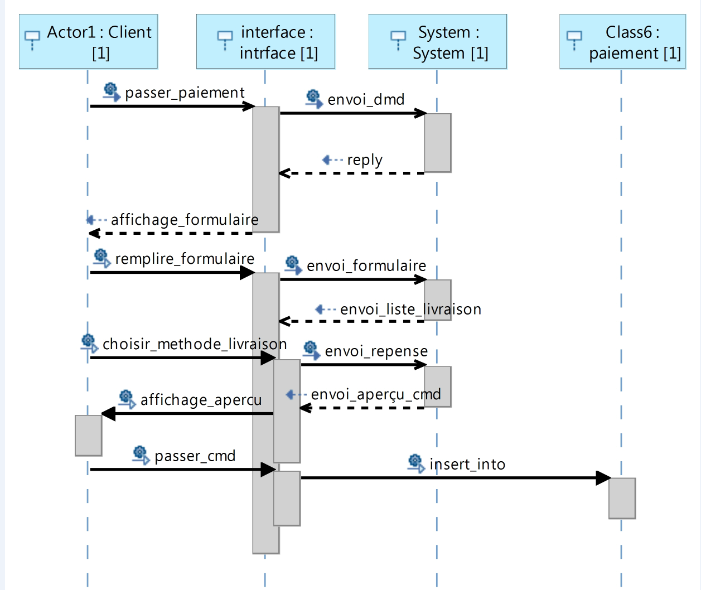 Actor1 : Client
[1]
interface :
intrface [1]
System :
System [1]
Class6 :
paiement [1]
passer_paiement
envoi_dmd
reply
affichage_formulaire
remplire_formulaire
envoi_formulaire
envoi_liste_livraison
choisir_methode_livraison
envoi_repense
envoi_aperçu_cmd
affichage_apercu
passer_cmd
insert_into